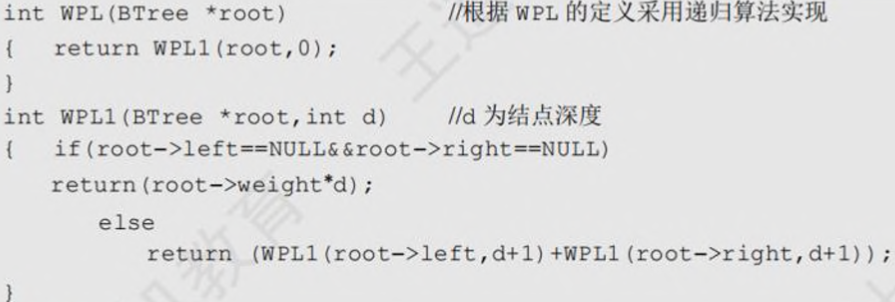 int WPL(BTree *root) //根据 WPL 的定义采用递归算法实现
{ return WPL1(root,0);
}
int WPL1(BTree *root,int d) //d 为结点深度
{ if(root->left==NULL&&root->right==NULL)
return(root->weight*d);
else
return (WPL1(root->left,d+1)+WPL1(root->right,d+1));
}